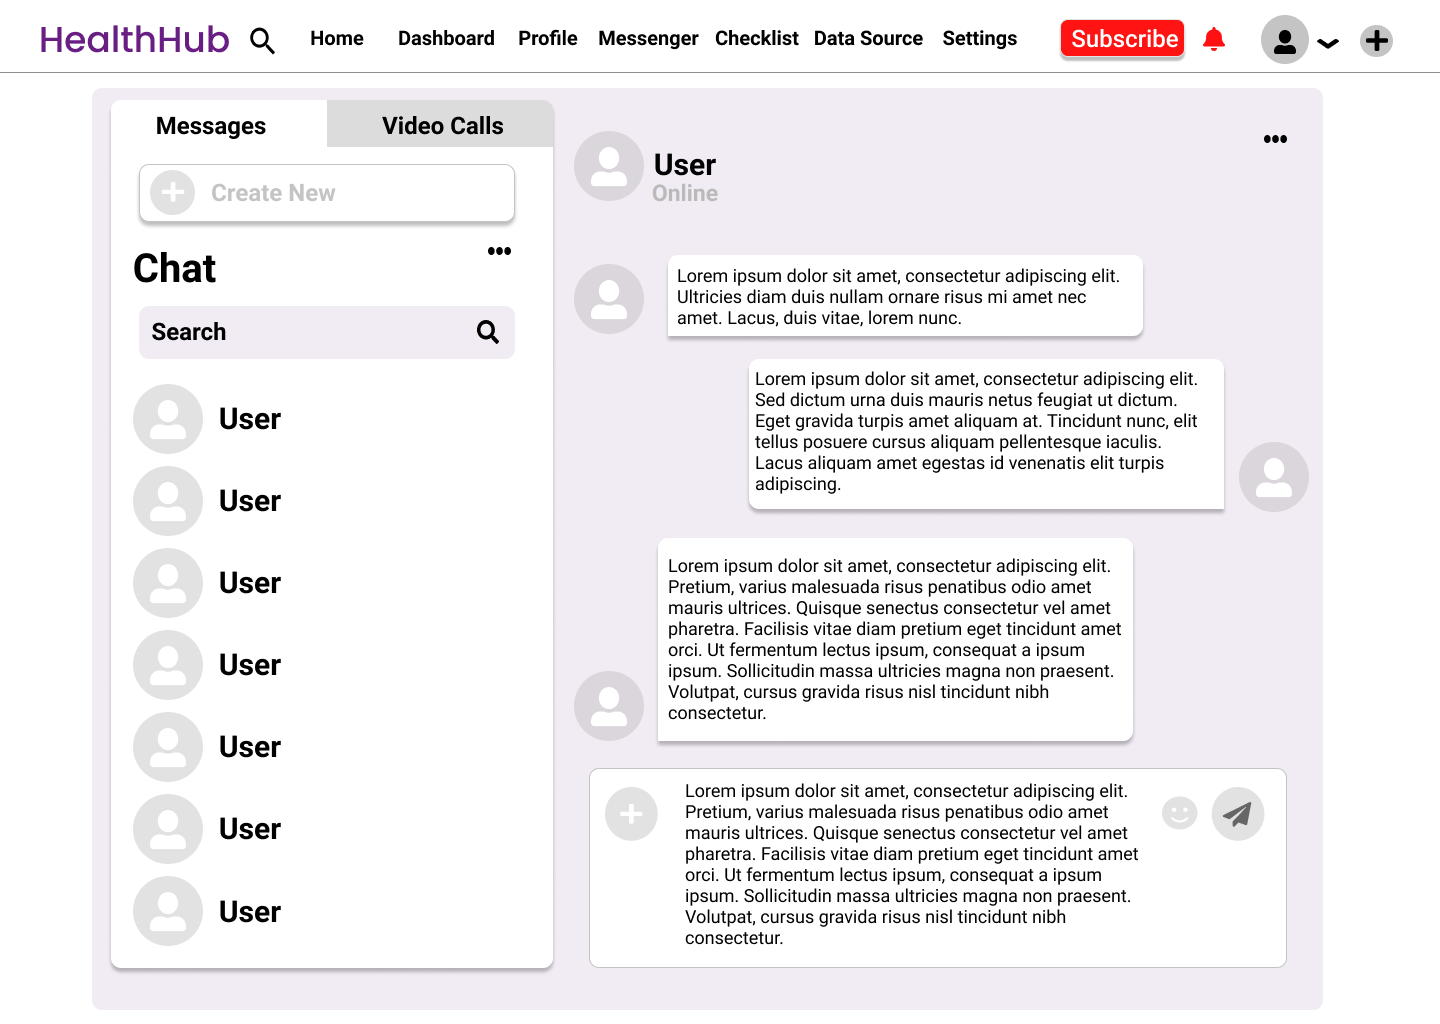 HealthHub
Home Dashboard Profile Messenger Checklist Data Source Settings
Subscribe
Messages
Video Calls
Create New
Chat
Search
User
User
User
User
User
User
User
User
Online
Lorem ipsum dolor sit amet, consectetur adipiscing elit.
Ultricies diam duis nullam ornare risus mi amet nec
amet. Lacus, duis vitae, lorem nunc.
Lorem ipsum dolor sit amet, consectetur adipiscing elit.
Sed dictum urna duis mauris netus feugiat ut dictum.
Eget gravida turpis amet aliquam at. Tincidunt nunc, elit
tellus posuere cursus aliquam pellentesque iaculis.
Lacus aliquam amet egestas id venenatis elit turpis
adipiscing.
Lorem ipsum dolor sit amet, consectetur adipiscing elit.
Pretium, varius malesuada risus penatibus odio amet
mauris ultrices. Quisque senectus consectetur vel amet
pharetra. Facilisis vitae diam pretium eget tincidunt amet
orci. Ut fermentum lectus ipsum, consequat a ipsum
ipsum. Sollicitudin massa ultricies magna non praesent.
Volutpat, cursus gravida risus nisl tincidunt nibh
consectetur.
Lorem ipsum dolor sit amet, consectetur adipiscing elit.
Pretium, varius malesuada risus penatibus odio amet
mauris ultrices. Quisque senectus consectetur vel amet
pharetra. Facilisis vitae diam pretium eget tincidunt amet
orci. Ut fermentum lectus ipsum, consequat a ipsum
ipsum. Sollicitudin massa ultricies magna non praesent.
Volutpat, cursus gravida risus nisl tincidunt nibh
consectetur.